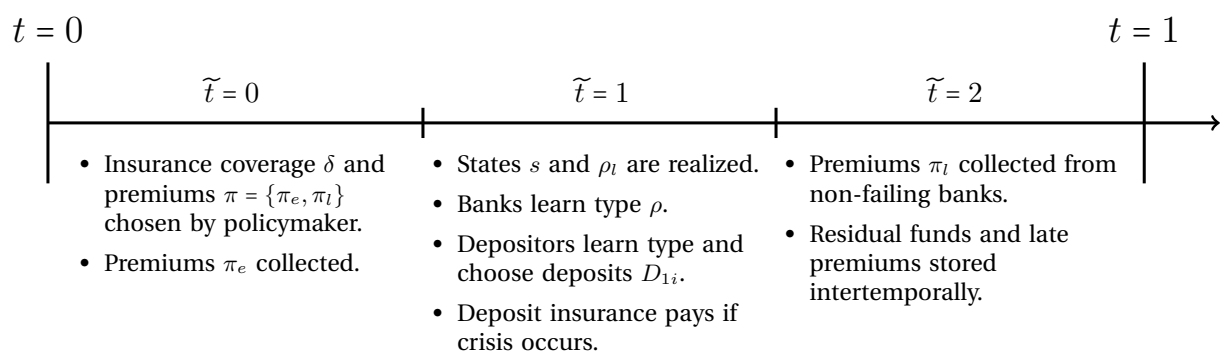 t = 0
t = 1
t̃ = 0
t̃ = 1
t̃ = 2
• Insurance coverage δ and
premiums π = {πₑ, πₗ}
chosen by policymaker.
• Premiums πₑ collected.
• States s and ρₗ are realized.
• Banks learn type ρ.
• Depositors learn type and
choose deposits D₁ᵢ.
• Deposit insurance pays if
crisis occurs.
• Premiums πₗ collected from
non-failing banks.
• Residual funds and late
premiums stored
intertemporally.